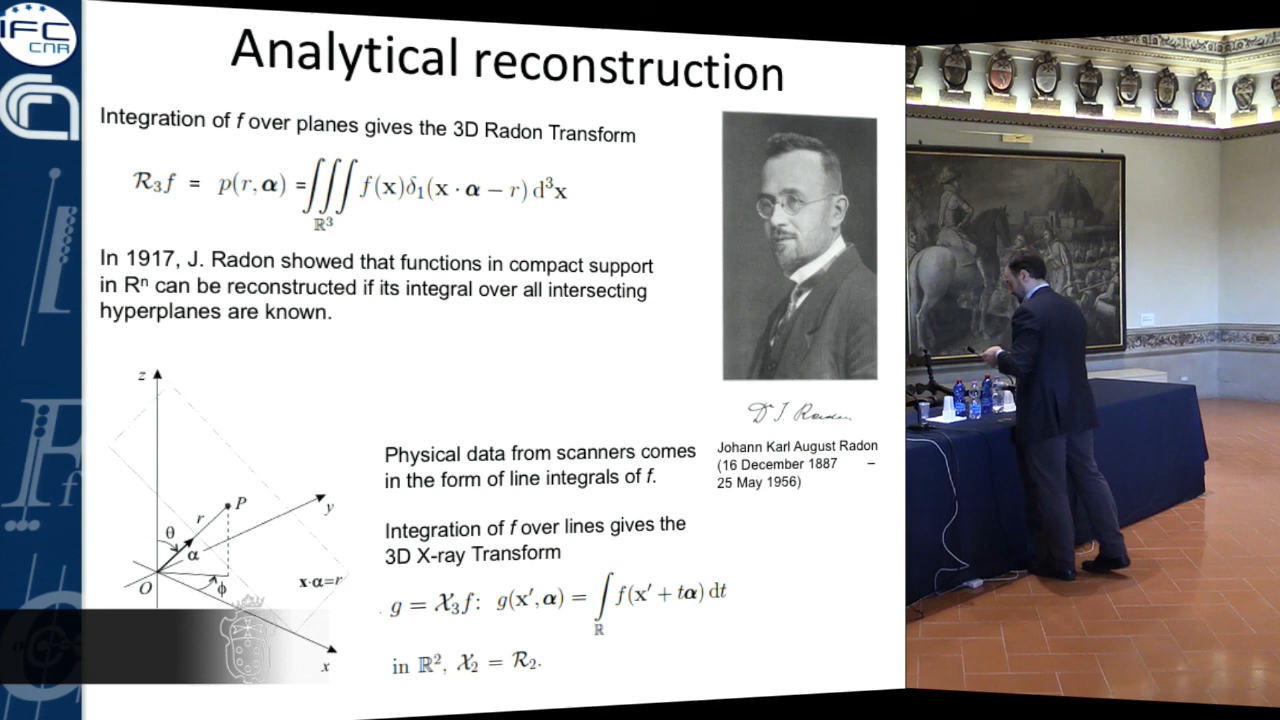 IFC
CNR
Analytical reconstruction
Integration of f over planes gives the 3D Radon Transform
ℛ₃f = p(r, α) = ∭ f(x)δ₁(x · α − r) d³x
ℝ³
In 1917, J. Radon showed that functions in compact support
in Rⁿ can be reconstructed if its integral over all intersecting
hyperplanes are known.
z
P
r
y
θ
α
O
ϕ
x·α=r
x
Dr J. Radon
Johann Karl August Radon
(16 December 1887 –
25 May 1956)
Physical data from scanners comes
in the form of line integrals of f.
Integration of f over lines gives the
3D X-ray Transform
g = 𝒳₃f: g(x′, α) = ∫ f(x′ + tα) dt
ℝ
in ℝ², 𝒳₂ = ℛ₂.